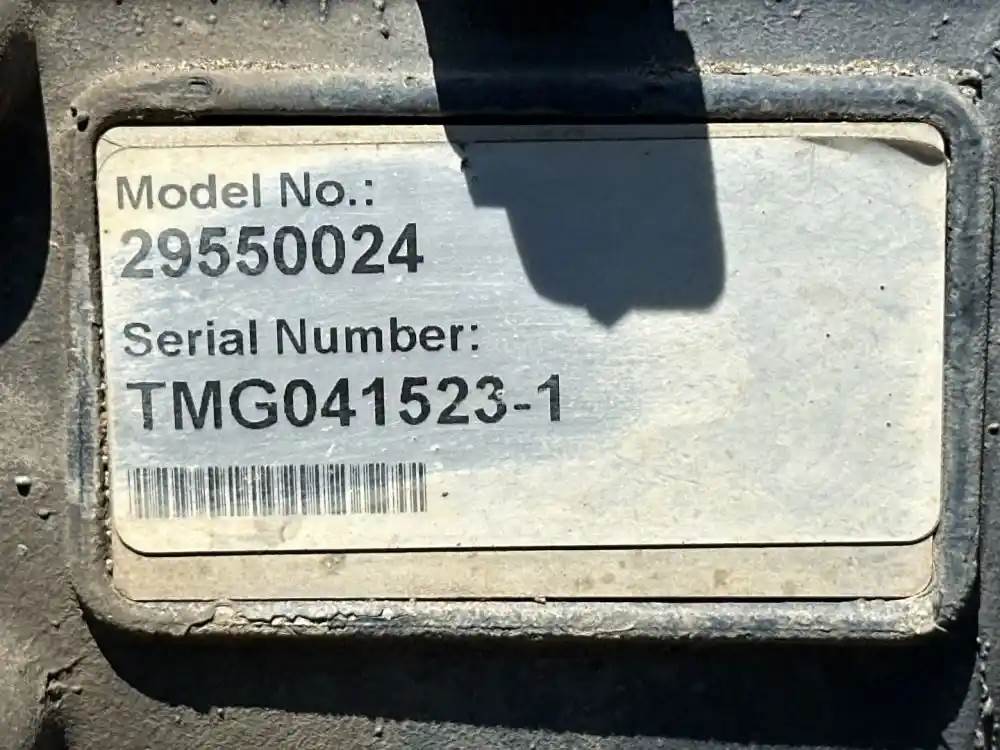 Model No.:
29550024
Serial Number:
TMG041523-1